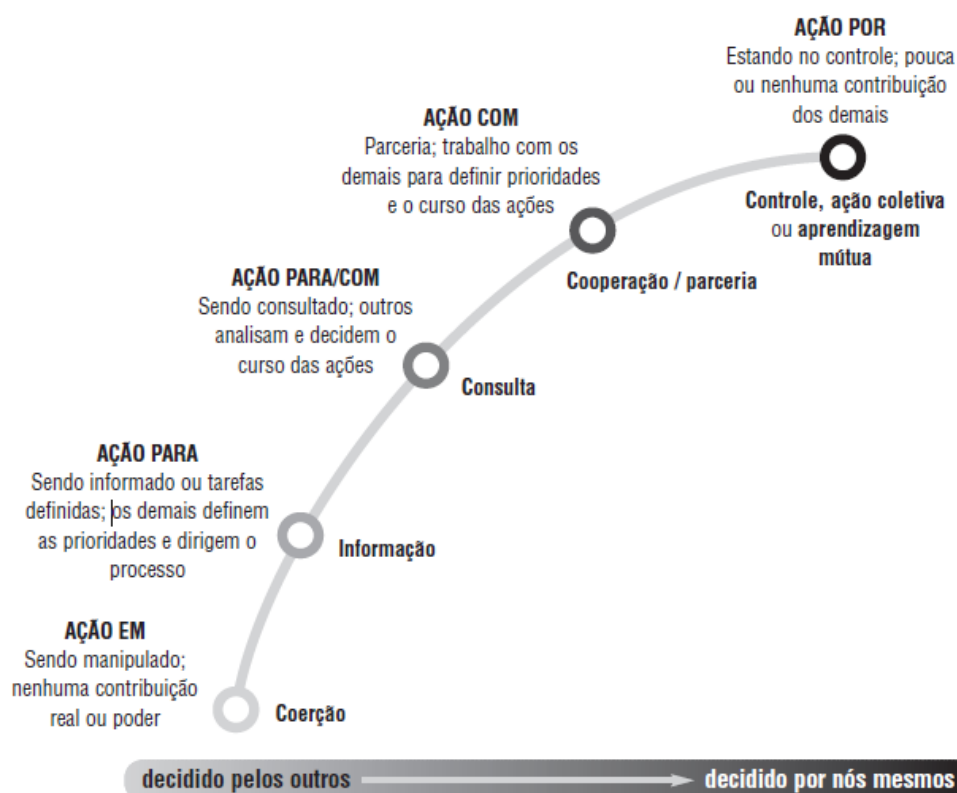 AÇÃO POR
Estando no controle; pouca
ou nenhuma contribuição
dos demais
Controle, ação coletiva
ou aprendizagem
mútua
AÇÃO COM
Parceria; trabalho com os
demais para definir prioridades
e o curso das ações
Cooperação / parceria
AÇÃO PARA/COM
Sendo consultado; outros
analisam e decidem o
curso das ações
Consulta
AÇÃO PARA
Sendo informado ou tarefas
definidas; os demais definem
as prioridades e dirigem o
processo
Informação
AÇÃO EM
Sendo manipulado;
nenhuma contribuição
real ou poder
Coerção
decidido pelos outros
decidido por nós mesmos